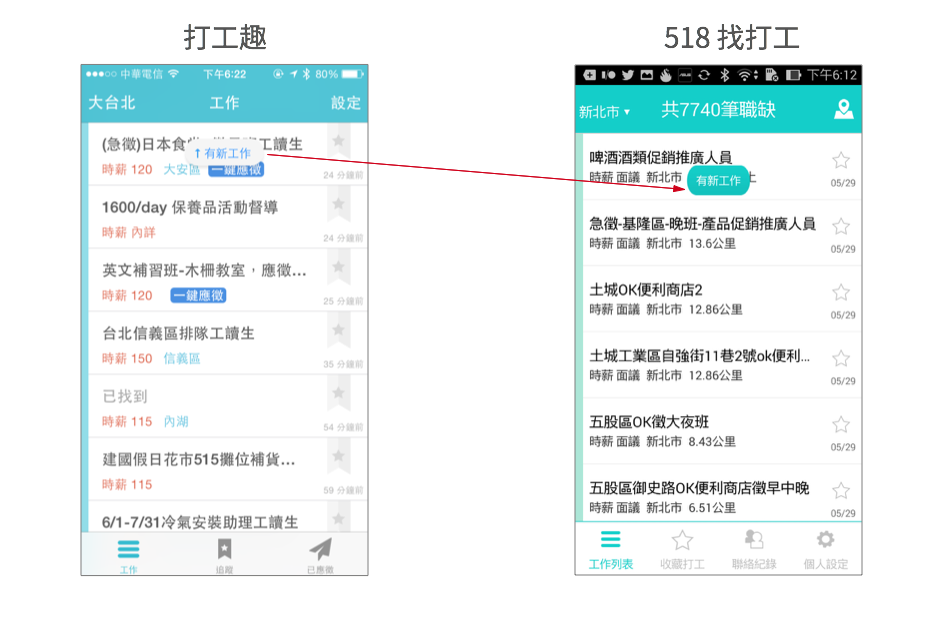 打工趣
中華電信 下午6:22 80%
大台北 工作 設定
(急徵)日本食 工讀生
↑有新工作
時薪 120 大安區 一鍵應徵
24 分鐘前
1600/day 保養品活動督導
時薪 內詳
24 分鐘前
英文補習班-木柵教室，應徵...
時薪 120 一鍵應徵
25 分鐘前
台北信義區排隊工讀生
時薪 150 信義區
35 分鐘前
已找到
時薪 115 內湖
54 分鐘前
建國假日花市515攤位補貨...
時薪 115
59 分鐘前
6/1-7/31冷氣安裝助理工讀生
工作 追蹤 已應徵
518 找打工
下午6:12
新北市▼ 共7740筆職缺
啤酒酒類促銷推廣人員
時薪 面議 新北市
有新工作
05/29
急徵-基隆區-晚班-產品促銷推廣人員
時薪 面議 新北市 13.6公里
05/29
土城OK便利商店2
時薪 面議 新北市 12.86公里
05/29
土城工業區自強街11巷2號ok便利...
時薪 面議 新北市 12.86公里
05/29
五股區OK徵大夜班
時薪 面議 新北市 8.43公里
05/29
五股區御史路OK便利商店徵早中晚
時薪 面議 新北市 6.51公里
05/29
工作列表 收藏打工 聯絡紀錄 個人設定